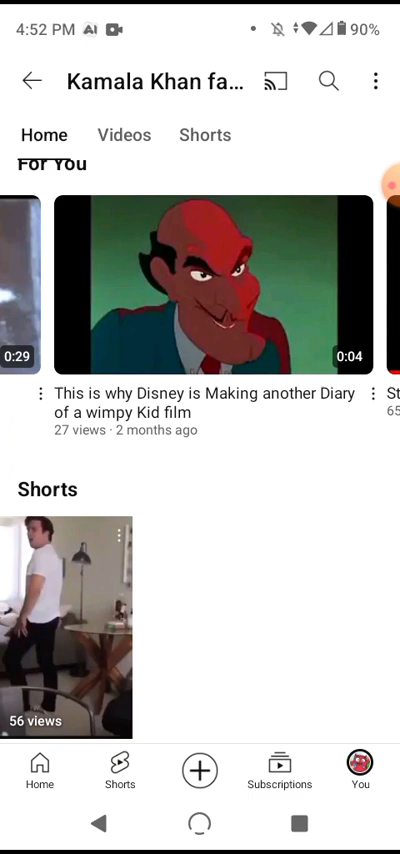 4:52 PM AI 90%
Kamala Khan fa...
Home Videos Shorts
For You
0:29
0:04
This is why Disney is Making another Diary
of a wimpy Kid film
27 views · 2 months ago
St
65
Shorts
56 views
Home Shorts Subscriptions You